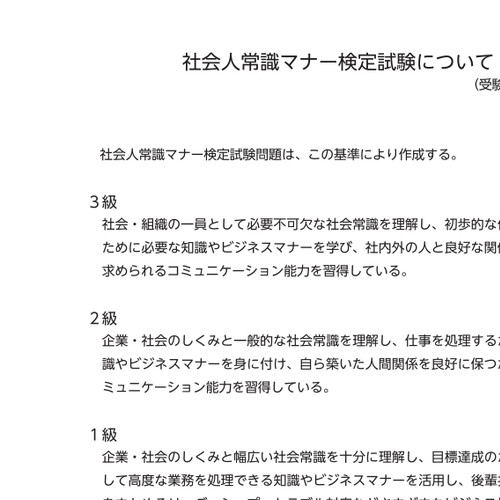 社会人常識マナー検定試験について
（受験
社会人常識マナー検定試験問題は、この基準により作成する。
3級
社会・組織の一員として必要不可欠な社会常識を理解し、初歩的な
ために必要な知識やビジネスマナーを学び、社内外の人と良好な関
求められるコミュニケーション能力を習得している。
2級
企業・社会のしくみと一般的な社会常識を理解し、仕事を処理する
識やビジネスマナーを身に付け、自ら築いた人間関係を良好に保つ
ミュニケーション能力を習得している。
1級
企業・社会のしくみと幅広い社会常識を十分に理解し、目標達成の
して高度な業務を処理できる知識やビジネスマナーを活用し、後輩